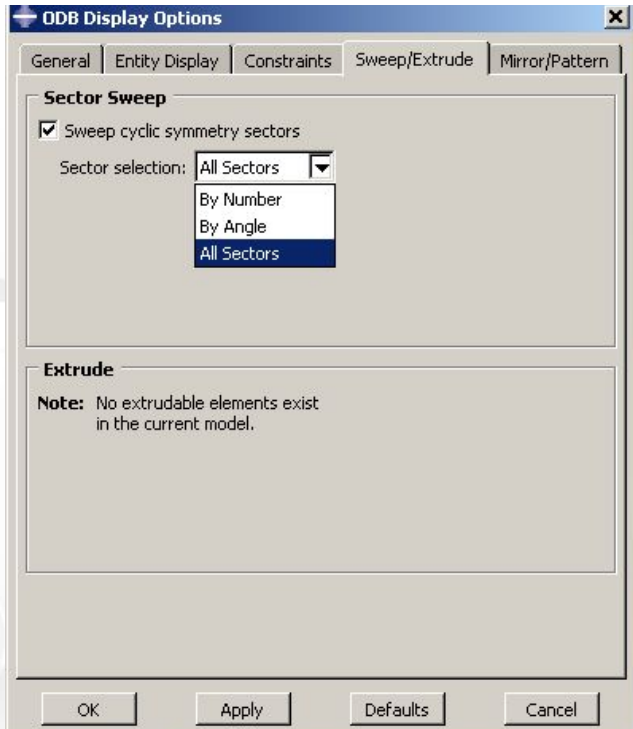 ODB Display Options
General Entity Display Constraints Sweep/Extrude Mirror/Pattern
Sector Sweep
Sweep cyclic symmetry sectors
Sector selection: All Sectors
By Number
By Angle
All Sectors
Extrude
Note: No extrudable elements exist
in the current model.
OK Apply Defaults Cancel